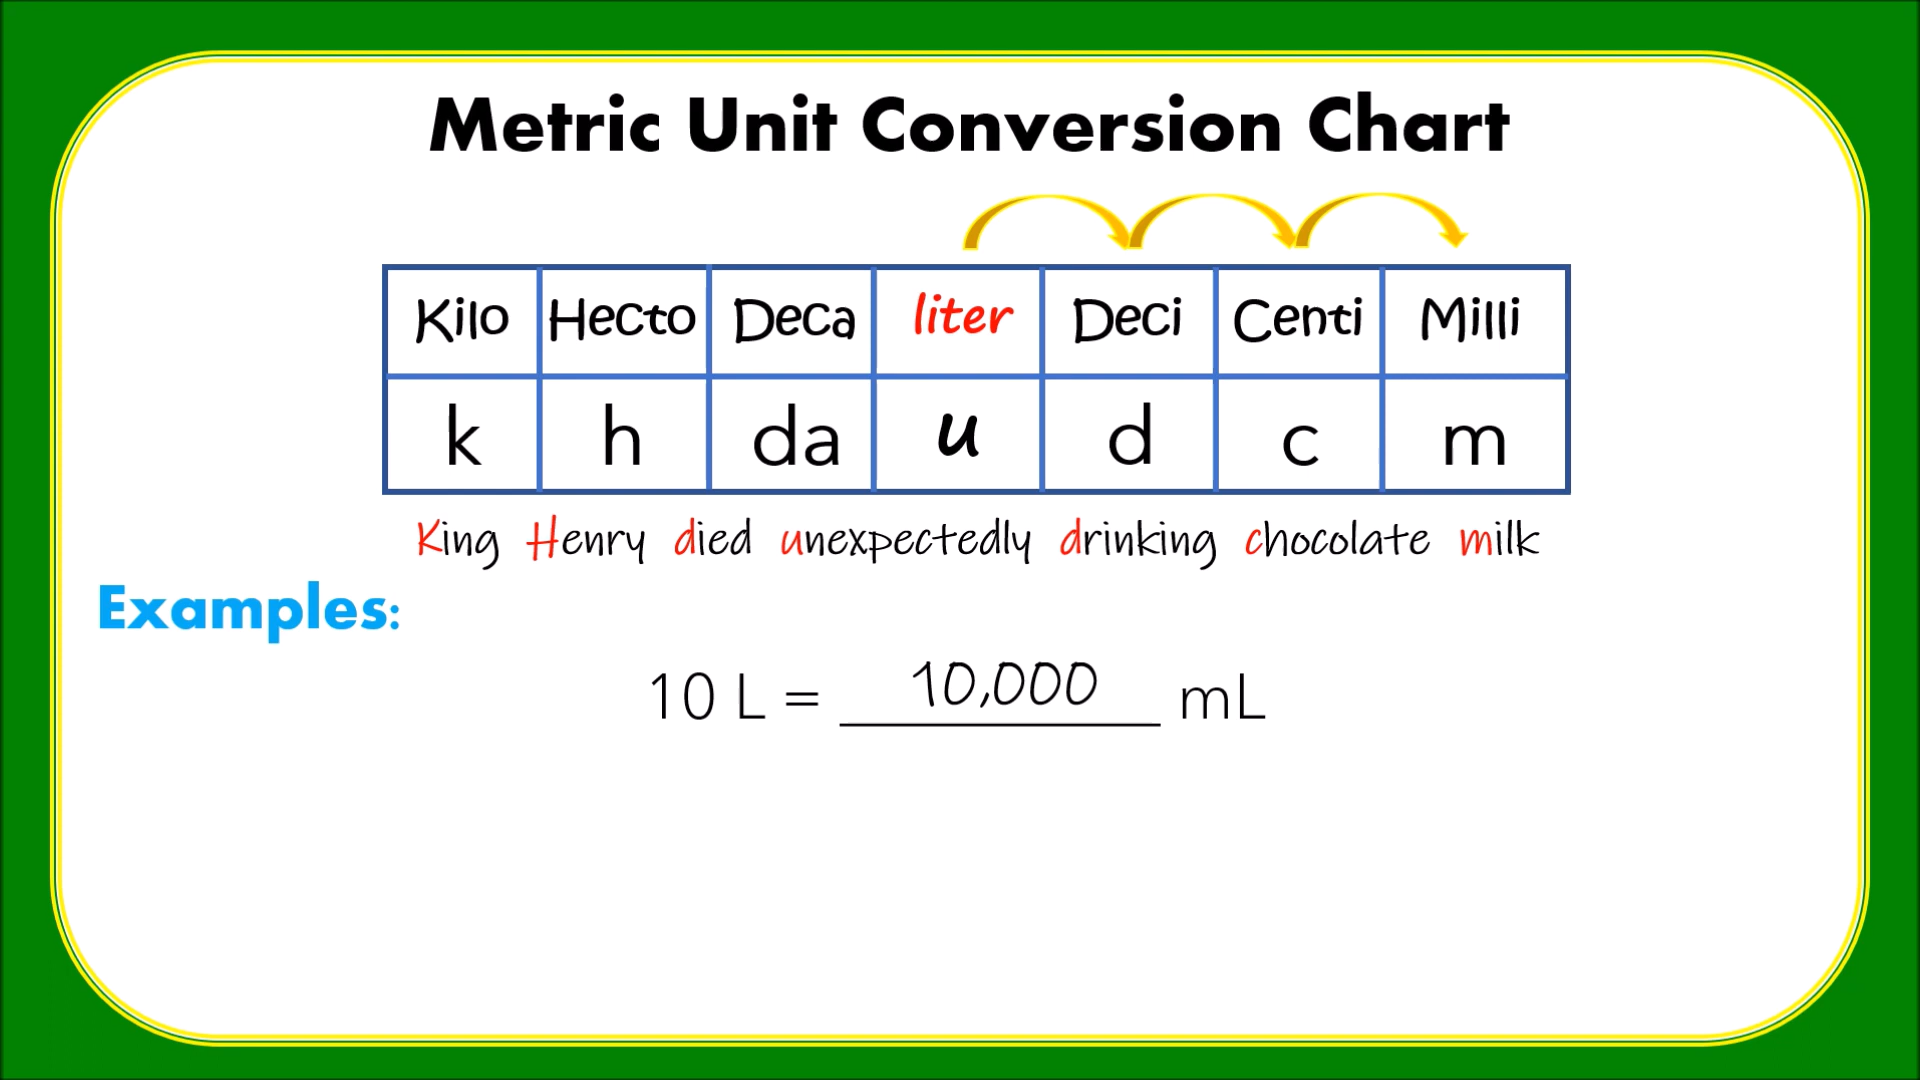 Metric Unit Conversion Chart
Kilo Hecto Deca liter Deci Centi Milli
k h da u d c m
King Henry died unexpectedly drinking chocolate milk
Examples:
10 L = 10,000 mL